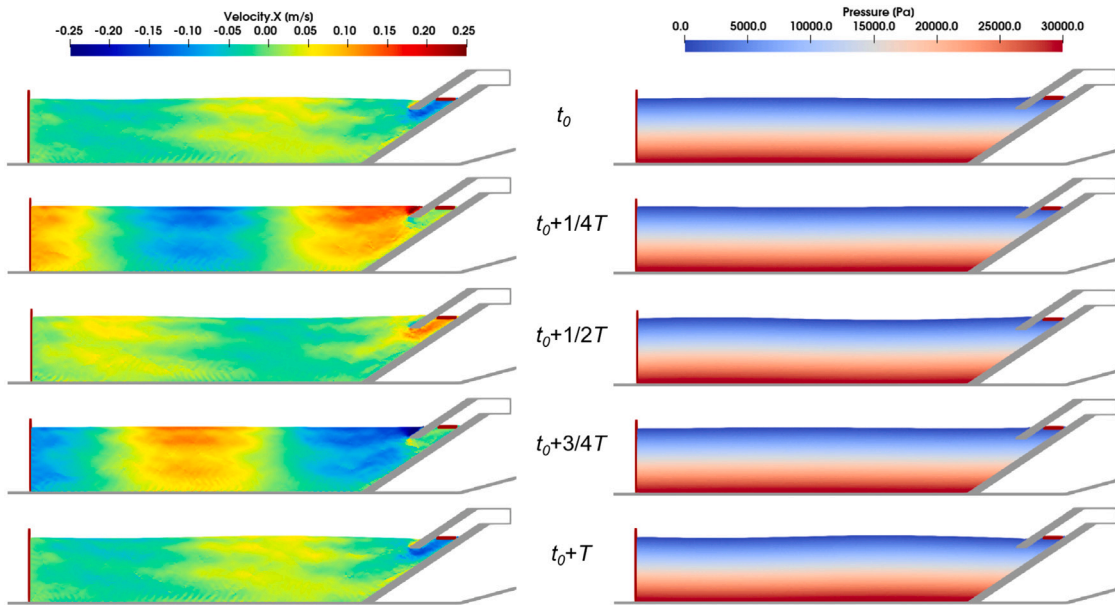 Velocity.X (m/s)
-0.25 -0.20 -0.15 -0.10 -0.05 0.00 0.05 0.10 0.15 0.20 0.25
Pressure (Pa)
0.0 5000.0 10000.0 15000.0 20000.0 25000.0 30000.0
t0
t0+1/4T
t0+1/2T
t0+3/4T
t0+T